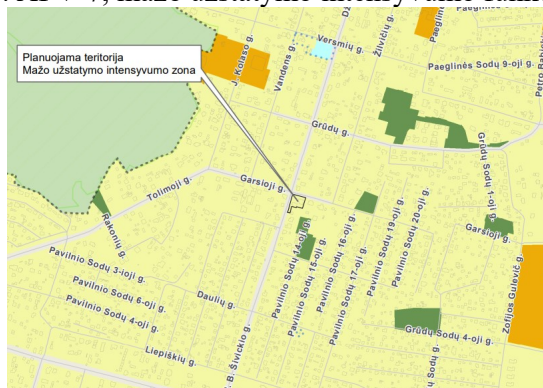 Planuojama teritorija
Mažo užstatymo intensyvumo zona
J. Kolaso g.
Vandens g.
Versmių g.
Žilvičių g.
Paeglinės Sodų 9-oji g.
Grūdų g.
Grūdų Sodų 1-oji g.
Tolimoji g.
Garsioji g.
Rakonių g.
Garsioji g.
Pavilnio Sodų 14-oji g.
Pavilnio Sodų 15-oji g.
Pavilnio Sodų 16-oji g.
Pavilnio Sodų 17-oji g.
Pavilnio Sodų 19-oji g.
Pavilnio Sodų 20-oji g.
Pavilnio Sodų 3-ioji g.
Pavilnio Sodų 6-oji g.
Pavilnio Sodų 4-oji g.
Daulių g.
Liepiškių g.
B. Šivickio g.
Grūdų Sodų 4-oji g.
Zofijos Gulevič g.
Sodų g.